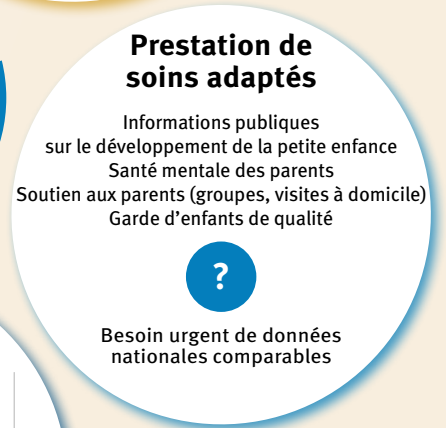 Prestation de
soins adaptés
Informations publiques
sur le développement de la petite enfance
Santé mentale des parents
Soutien aux parents (groupes, visites à domicile)
Garde d’enfants de qualité
?
Besoin urgent de données
nationales comparables